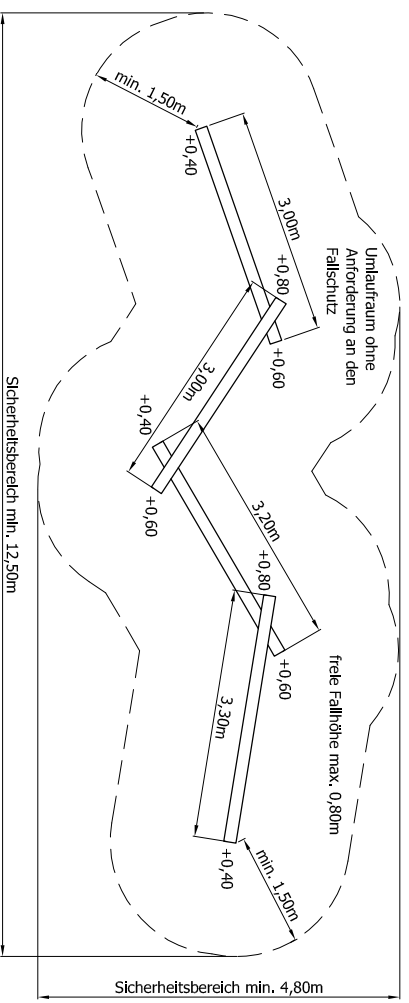 min. 1,50m
+0,40
3,00m
Umlaufraum ohne
Anforderung an den
Fallschutz
+0,80
+0,60
3,00m
+0,40
+0,60
3,20m
+0,80
+0,60
freie Fallhöhe max. 0,80m
3,30m
+0,40
min. 1,50m
Sicherheitsbereich min. 12,50m
Sicherheitsbereich min. 4,80m